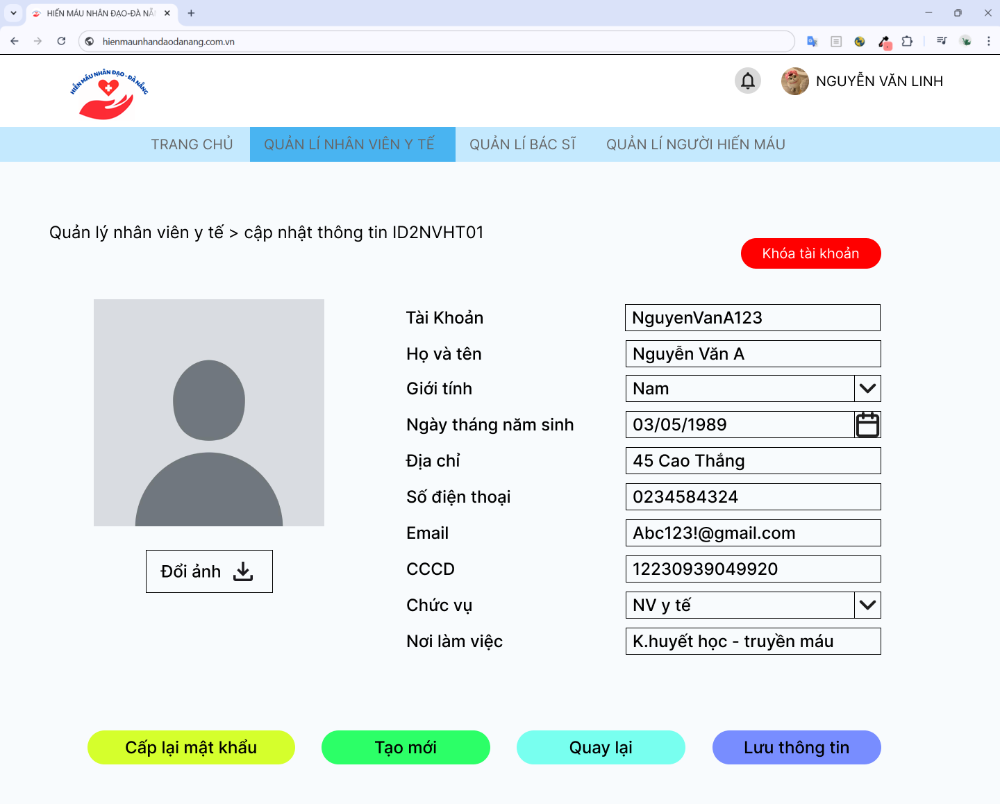 HIẾN MÁU NHÂN ĐẠO-ĐÀ NẴN
hienmaunhandaodanang.com.vn
HIẾN MÁU NHÂN ĐẠO - ĐÀ NẴNG
NGUYỄN VĂN LINH
TRANG CHỦ
QUẢN LÍ NHÂN VIÊN Y TẾ
QUẢN LÍ BÁC SĨ
QUẢN LÍ NGƯỜI HIẾN MÁU
Quản lý nhân viên y tế > cập nhật thông tin ID2NVHT01
Khóa tài khoản
Tài Khoản
NguyenVanA123
Họ và tên
Nguyễn Văn A
Giới tính
Nam
Ngày tháng năm sinh
03/05/1989
Địa chỉ
45 Cao Thắng
Số điện thoại
0234584324
Email
Abc123!@gmail.com
CCCD
12230939049920
Chức vụ
NV y tế
Nơi làm việc
K.huyết học - truyền máu
Đổi ảnh
Cấp lại mật khẩu
Tạo mới
Quay lại
Lưu thông tin